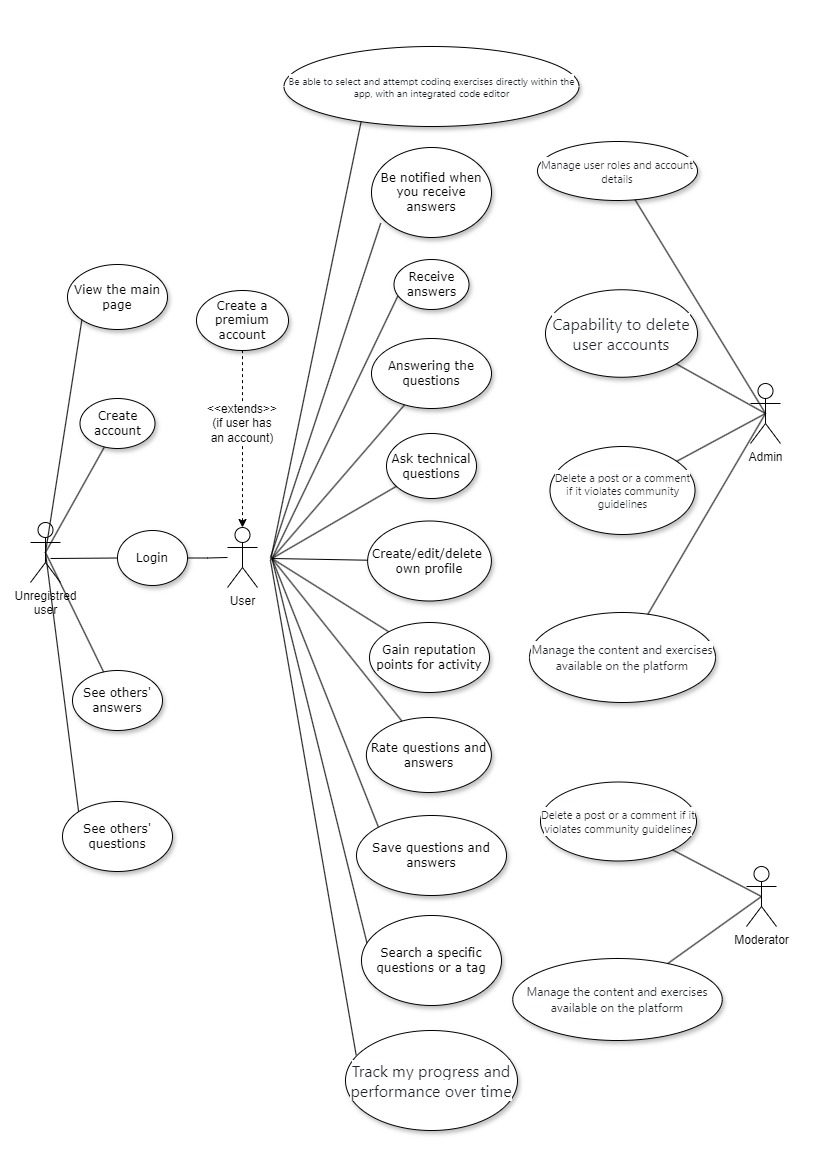 Be able to select and attempt coding exercises directly within the
app, with an integrated code editor
Be notified when
you receive
answers
Manage user roles and account
details
View the main
page
Create a
premium
account
Receive
answers
Capability to delete
user accounts
Answering the
questions
Create
account
<<extends>>
(if user has
an account)
Ask technical
questions
Admin
Delete a post or a comment
if it violates community
guidelines
Login
Create/edit/delete
own profile
Unregistred
user
User
Gain reputation
points for activity
Manage the content and exercises
available on the platform
See others'
answers
Rate questions and
answers
See others'
questions
Save questions and
answers
Delete a post or a comment if it
violates community guidelines
Moderator
Search a specific
questions or a tag
Manage the content and exercises
available on the platform
Track my progress and
performance over time